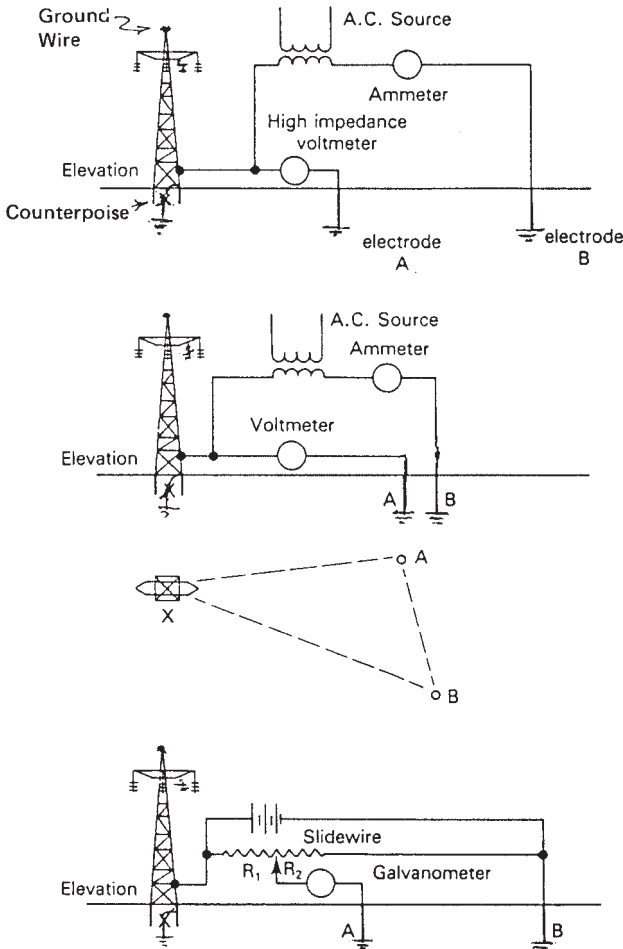 Ground
Wire
A.C. Source
Ammeter
High impedance
voltmeter
Elevation
Counterpoise
electrode
A
electrode
B
A.C. Source
Ammeter
Voltmeter
Elevation
A
B
A
X
B
Slidewire
R1
R2
Galvanometer
Elevation
A
B